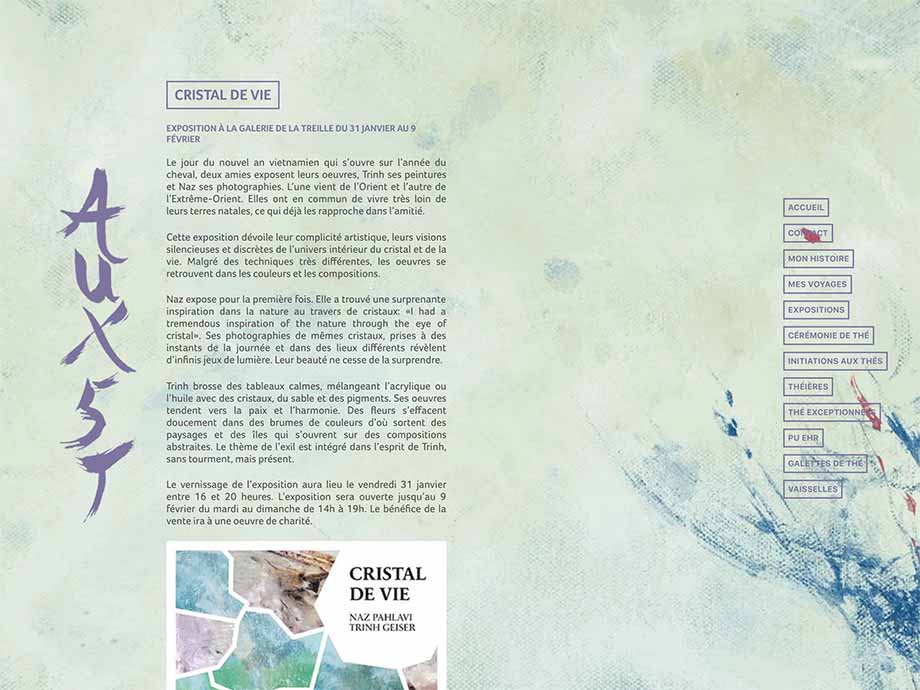 AUX5T
CRISTAL DE VIE
EXPOSITION À LA GALERIE DE LA TREILLE DU 31 JANVIER AU 9
FÉVRIER
Le jour du nouvel an vietnamien qui s’ouvre sur l’année du
cheval, deux amies exposent leurs oeuvres, Trinh ses peintures
et Naz ses photographies. L’une vient de l’Orient et l’autre de
l’Extrême-Orient. Elles ont en commun de vivre très loin de
leurs terres natales, ce qui déjà les rapproche dans l’amitié.
Cette exposition dévoile leur complicité artistique, leurs visions
silencieuses et discrètes de l’univers intérieur du cristal et de la
vie. Malgré des techniques très différentes, les oeuvres se
retrouvent dans les couleurs et les compositions.
Naz expose pour la première fois. Elle a trouvé une surprenante
inspiration dans la nature au travers de cristaux: «I had a
tremendous inspiration of the nature through the eye of
cristal». Ses photographies de mêmes cristaux, prises à des
instants de la journée et dans des lieux différents révèlent
d’infinis jeux de lumière. Leur beauté ne cesse de la surprendre.
Trinh brosse des tableaux calmes, mélangeant l’acrylique ou
l’huile avec des cristaux, du sable et des pigments. Ses oeuvres
tendent vers la paix et l’harmonie. Des fleurs s’effacent
doucement dans des brumes de couleurs d’où sortent des
paysages et des îles qui s’ouvrent sur des compositions
abstraites. Le thème de l’exil est intégré dans l’esprit de Trinh,
sans tourment, mais présent.
Le vernissage de l’exposition aura lieu le vendredi 31 janvier
entre 16 et 20 heures. L’exposition sera ouverte jusqu’au 9
février du mardi au dimanche de 14h à 19h. Le bénéfice de la
vente ira à une oeuvre de charité.
CRISTAL
DE VIE
NAZ PAHLAVI
TRINH GEISER
ACCUEIL
CONTACT
MON HISTOIRE
MES VOYAGES
EXPOSITIONS
CÉRÉMONIE DE THÉ
INITIATIONS AUX THÉS
THÉIÈRES
THÉ EXCEPTIONNELS
PU EHR
GALETTES DE THÉ
VAISSELLES